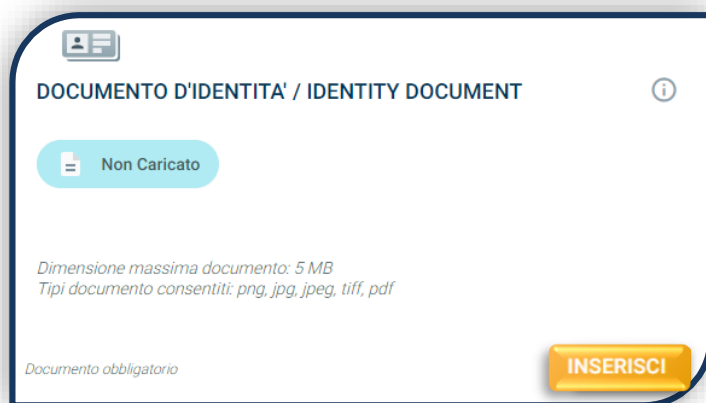 DOCUMENTO D'IDENTITA' / IDENTITY DOCUMENT
Non Caricato
Dimensione massima documento: 5 MB
Tipi documento consentiti: png, jpg, jpeg, tiff, pdf
Documento obbligatorio
INSERISCI